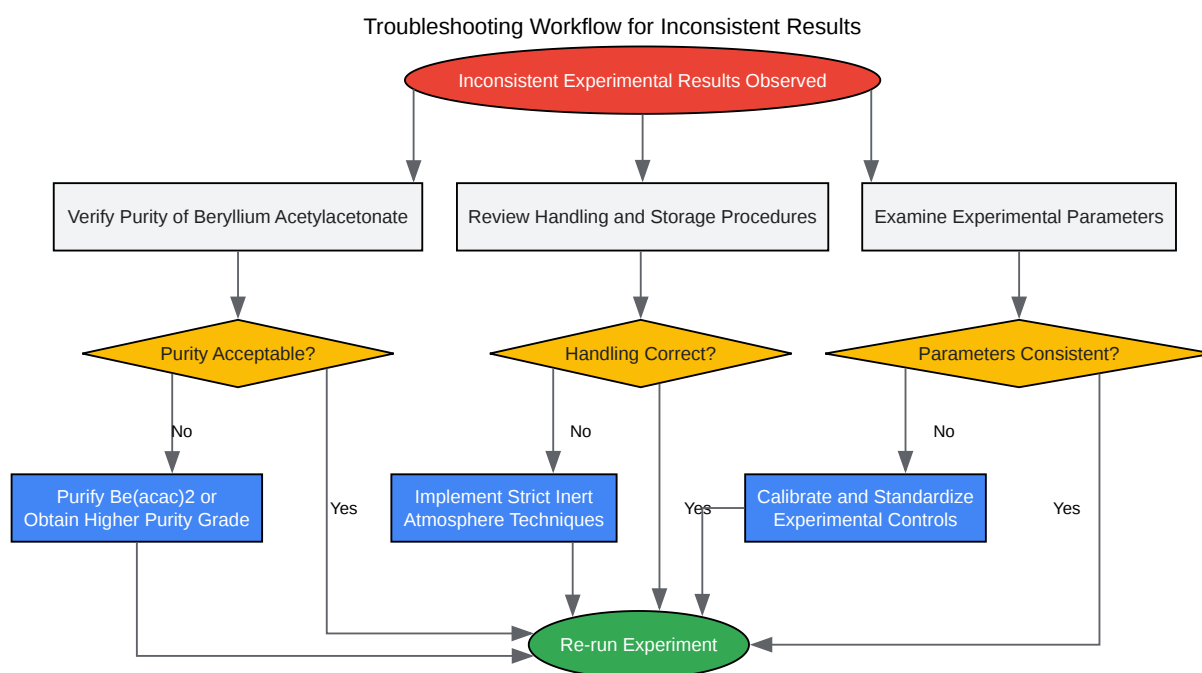 Troubleshooting Workflow for Inconsistent Results
Inconsistent Experimental Results Observed
Verify Purity of Beryllium Acetylacetonate
Review Handling and Storage Procedures
Examine Experimental Parameters
Purity Acceptable?
Handling Correct?
Parameters Consistent?
No
No
No
Purify Be(acac)2 or
Obtain Higher Purity Grade
Yes
Implement Strict Inert
Atmosphere Techniques
Yes
Calibrate and Standardize
Experimental Controls
Yes
Re-run Experiment